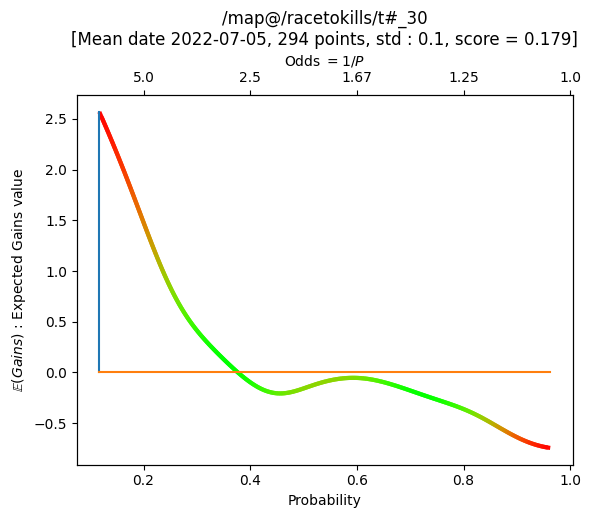 /map@/racetokills/t#_30
[Mean date 2022-07-05, 294 points, std : 0.1, score = 0.179]
Odds = 1/P
5.0 2.5 1.67 1.25 1.0
2.5
2.0
1.5
1.0
0.5
0.0
−0.5
𝔼(Gains) : Expected Gains value
0.2 0.4 0.6 0.8 1.0
Probability